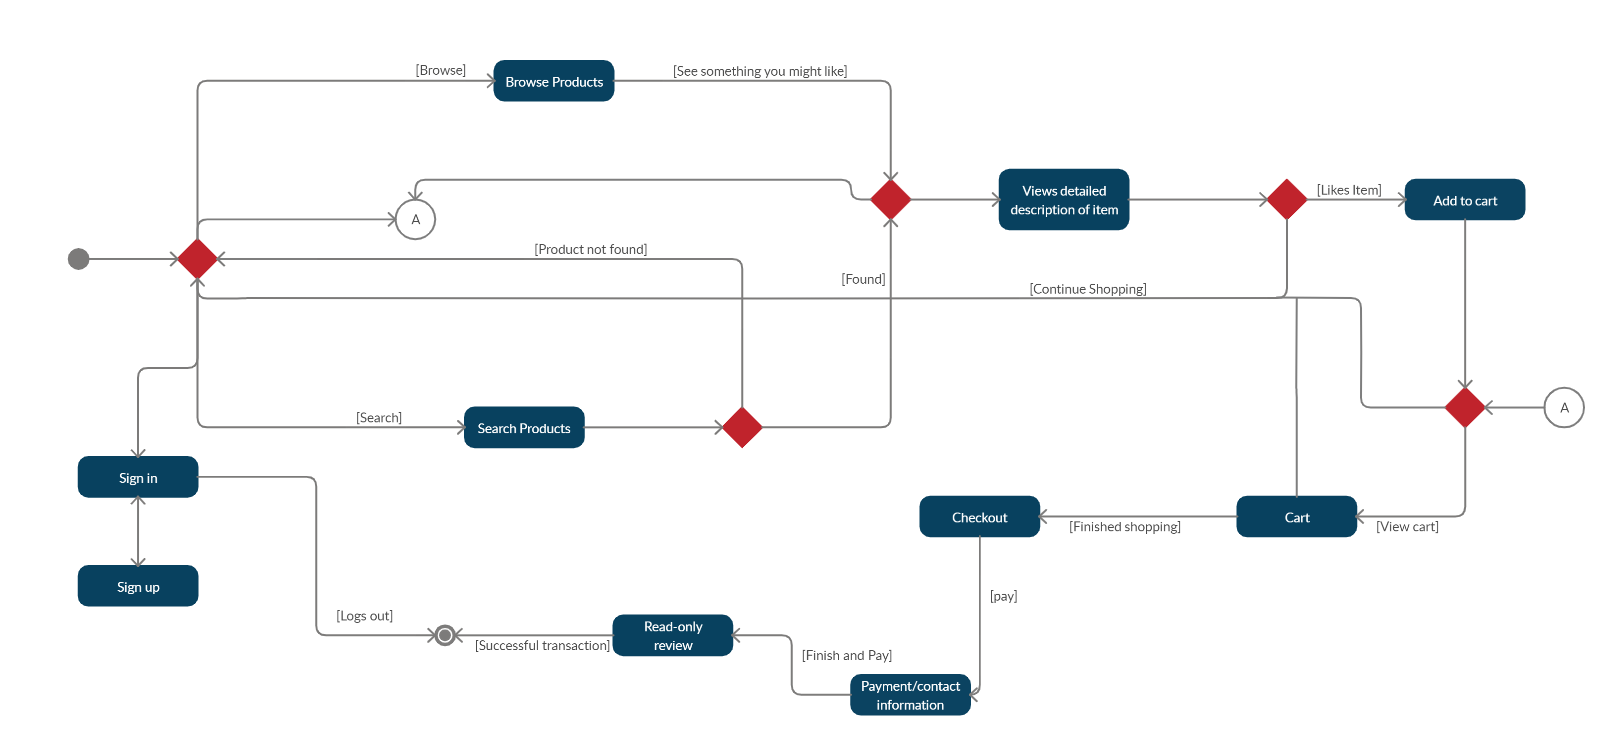 [Browse]
Browse Products
[See something you might like]
Views detailed
description of item
[Likes Item]
Add to cart
A
[Product not found]
[Found]
[Continue Shopping]
A
[Search]
Search Products
Sign in
Checkout
[Finished shopping]
Cart
[View cart]
Sign up
[pay]
[Logs out]
[Successful transaction]
Read-only
review
[Finish and Pay]
Payment/contact
information